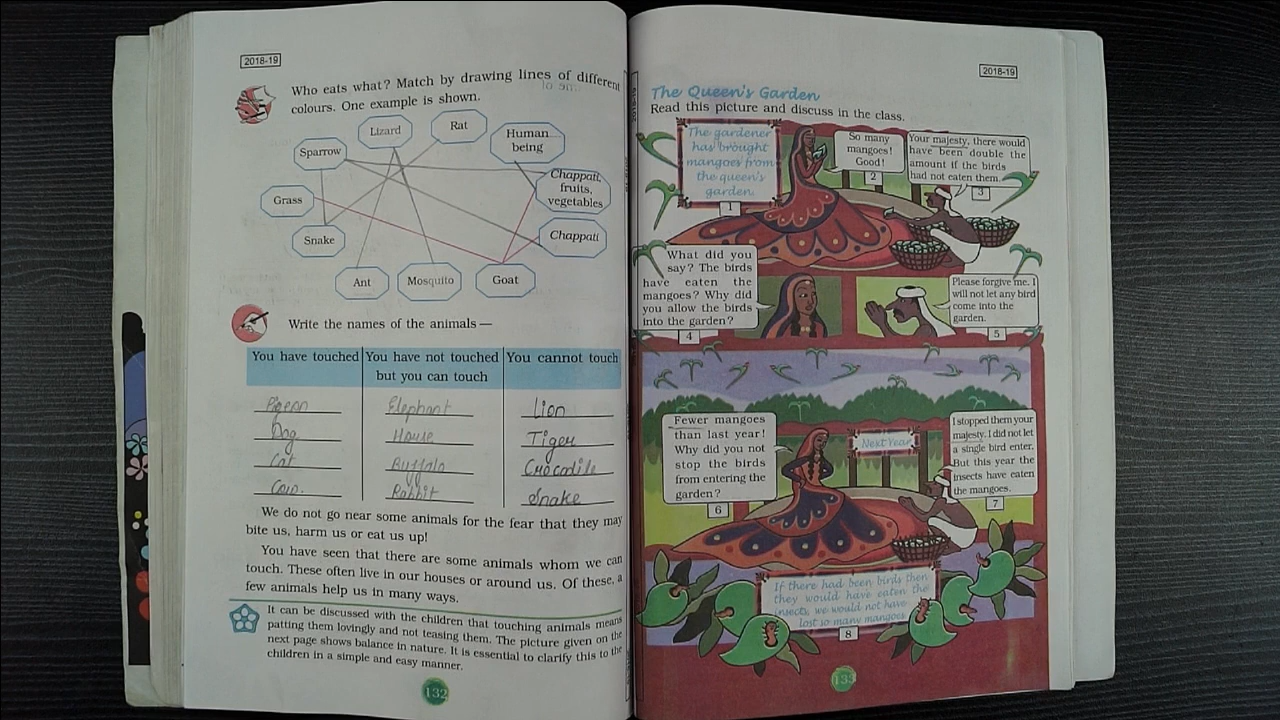 2018-19
Who eats what? Match by drawing lines of different
colours. One example is shown.
Lizard
Rat
Human
being
Sparrow
Chappati,
fruits,
vegetables
Grass
Snake
Chappati
Ant
Mosquito
Goat
Write the names of the animals —
You have touched
You have not touched
but you can touch
You cannot touch
Pigeon
Elephant
Lion
Dog
House
Tiger
Cat
Buffalo
Crocodile
Cow.
Rabbit
Snake
We do not go near some animals for the fear that they may
bite us, harm us or eat us up!
You have seen that there are some animals whom we can
touch. These often live in our houses or around us. Of these, a
few animals help us in many ways.
It can be discussed with the children that touching animals means
patting them lovingly and not teasing them. The picture given on the
next page shows balance in nature. It is essential to clarify this to the
children in a simple and easy manner.
132
2018-19
The Queen's Garden
Read this picture and discuss in the class.
The gardener
has brought
mangoes from
the queen's
garden.
1
So many
mangoes!
Good!
2
Your majesty, there would
have been double the
amount if the birds
had not eaten them.
3
What did you
say? The birds
have eaten the
mangoes? Why did
you allow the birds
into the garden?
4
Please forgive me. I
will not let any bird
come into the
garden.
5
Fewer mangoes
than last year!
Why did you not
stop the birds
from entering the
garden?
6
Next Year
I stopped them your
majesty. I did not let
a single bird enter.
But this year the
insects have eaten
the mangoes.
7
If there had been birds then
they would have eaten the
insects, we would not have
lost so many mangoes
8
133